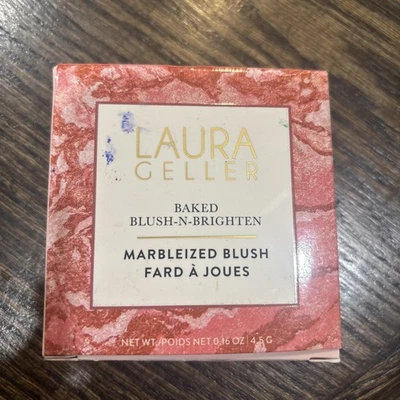 LAURA
GELLER
BAKED
BLUSH-N-BRIGHTEN
MARBLEIZED BLUSH
FARD À JOUES
NET WT./POIDS NET 0.16 OZ | 4.5 G